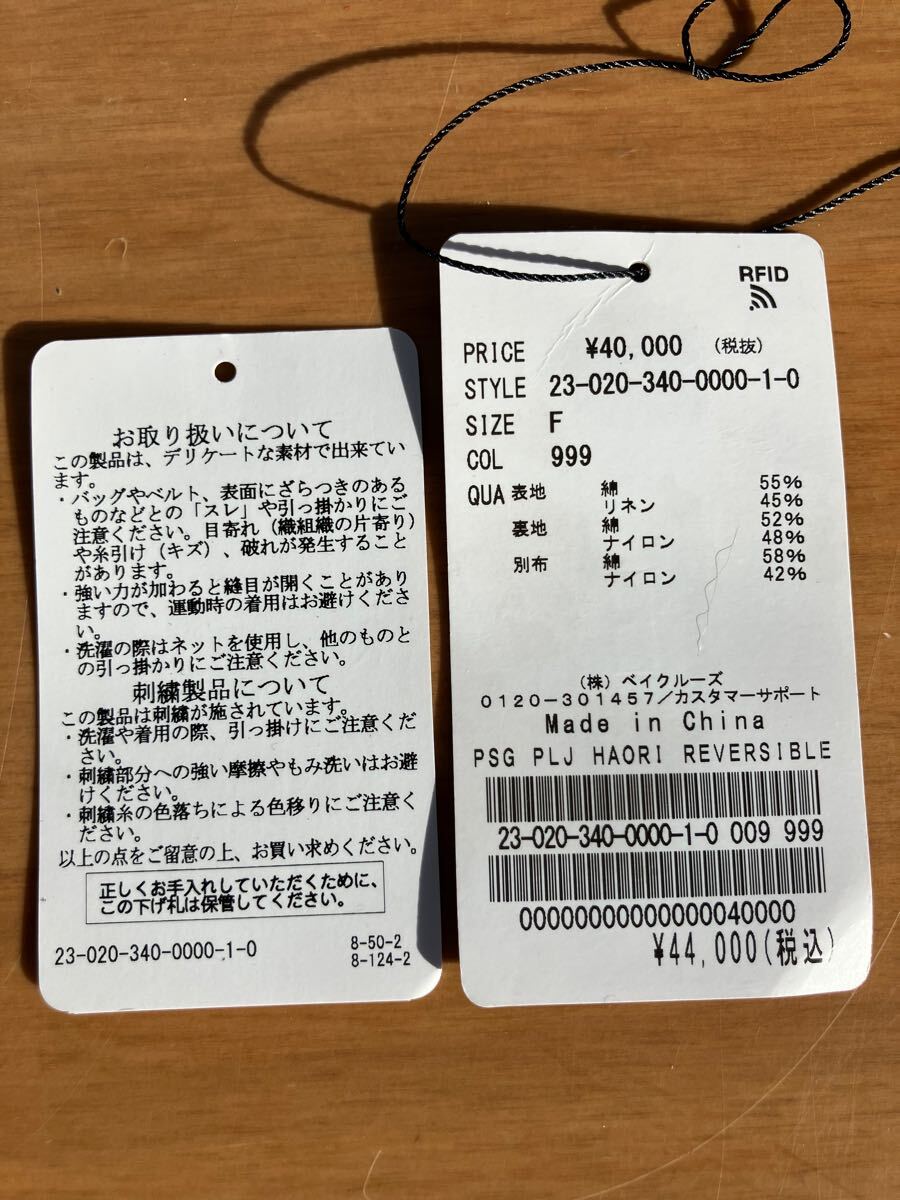 お取り扱いについて
この製品は、デリケートな素材で出来てい
ます。
・バッグやベルト、表面にざらつきのある
ものなどとの「スレ」や引っ掛かりにご
注意ください。目寄れ（織組織の片寄り）
や糸引け（キズ）、破れが発生すること
があります。
・強い力が加わると縫目が開くことがあり
ますので、運動時の着用はお避けくださ
い。
・洗濯の際はネットを使用し、他のものと
の引っ掛かりにご注意ください。
刺繍製品について
この製品は刺繍が施されています。
・洗濯や着用の際、引っ掛けにご注意くだ
さい。
・刺繍部分への強い摩擦やもみ洗いはお避
けください。
・刺繍糸の色落ちによる色移りにご注意く
ださい。
以上の点をご留意の上、お買い求めください。
正しくお手入れしていただくために、
この下げ札は保管してください。
23-020-340-0000-1-0 8-50-2
8-124-2
RFID
PRICE ¥40,000 (税抜)
STYLE 23-020-340-0000-1-0
SIZE F
COL 999
QUA 表地 綿 55%
リネン 45%
裏地 綿 52%
ナイロン 48%
別布 綿 58%
ナイロン 42%
(株) ベイクルーズ
0120-301457/カスタマーサポート
Made in China
PSG PLJ HAORI REVERSIBLE
23-020-340-0000-1-0 009 999
00000000000000040000
¥44,000(税込)